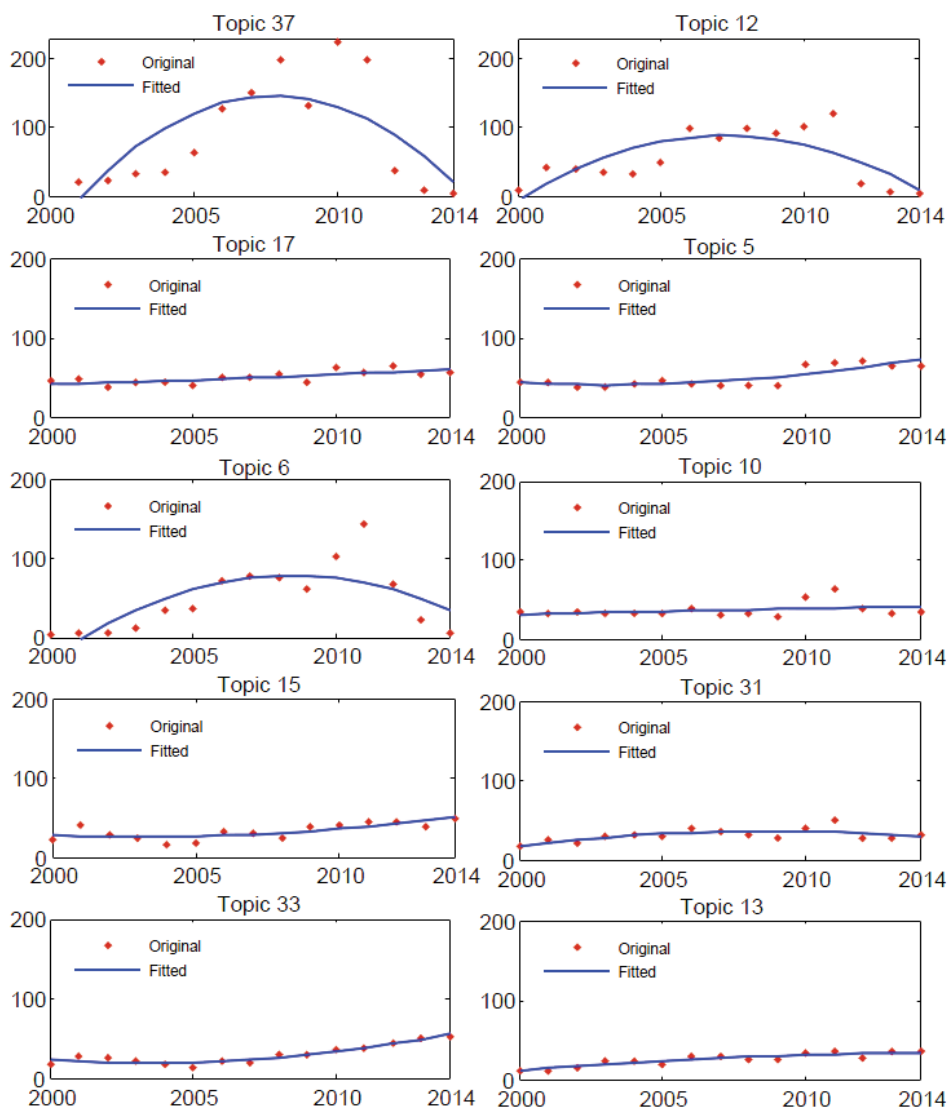 Topic 37
200
100
0
Original
Fitted
2000
2005
2010
2014
Topic 12
200
100
0
Original
Fitted
2000
2005
2010
2014
Topic 17
200
100
0
Original
Fitted
2000
2005
2010
2014
Topic 5
200
100
0
Original
Fitted
2000
2005
2010
2014
Topic 6
200
100
0
Original
Fitted
2000
2005
2010
2014
Topic 10
200
100
0
Original
Fitted
2000
2005
2010
2014
Topic 15
200
100
0
Original
Fitted
2000
2005
2010
2014
Topic 31
200
100
0
Original
Fitted
2000
2005
2010
2014
Topic 33
200
100
0
Original
Fitted
2000
2005
2010
2014
Topic 13
200
100
0
Original
Fitted
2000
2005
2010
2014